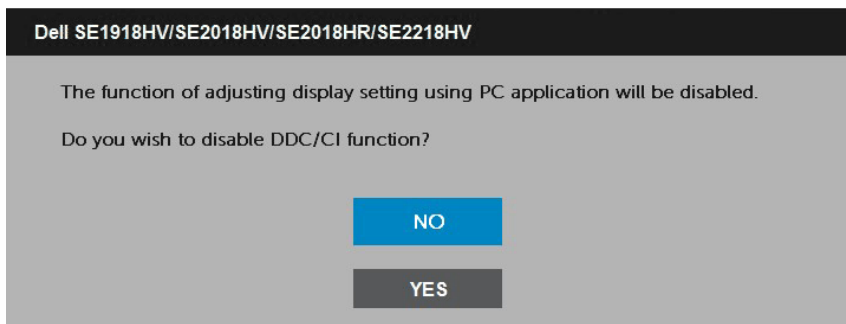 Dell SE1918HV/SE2018HV/SE2018HR/SE2218HV
The function of adjusting display setting using PC application will be disabled.
Do you wish to disable DDC/CI function?
NO
YES